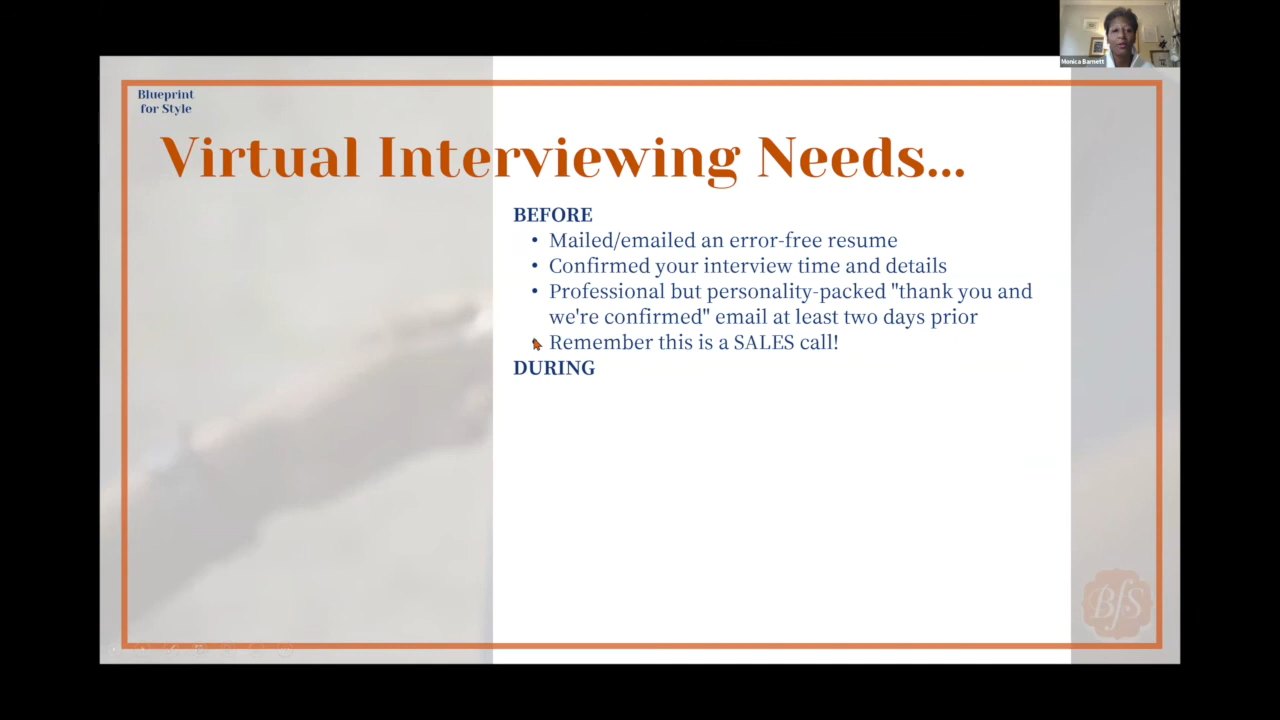 Monica Barnett
Blueprint
for Style
Virtual Interviewing Needs...
BEFORE
• Mailed/emailed an error-free resume
• Confirmed your interview time and details
• Professional but personality-packed "thank you and
we're confirmed" email at least two days prior
• Remember this is a SALES call!
DURING
BfS